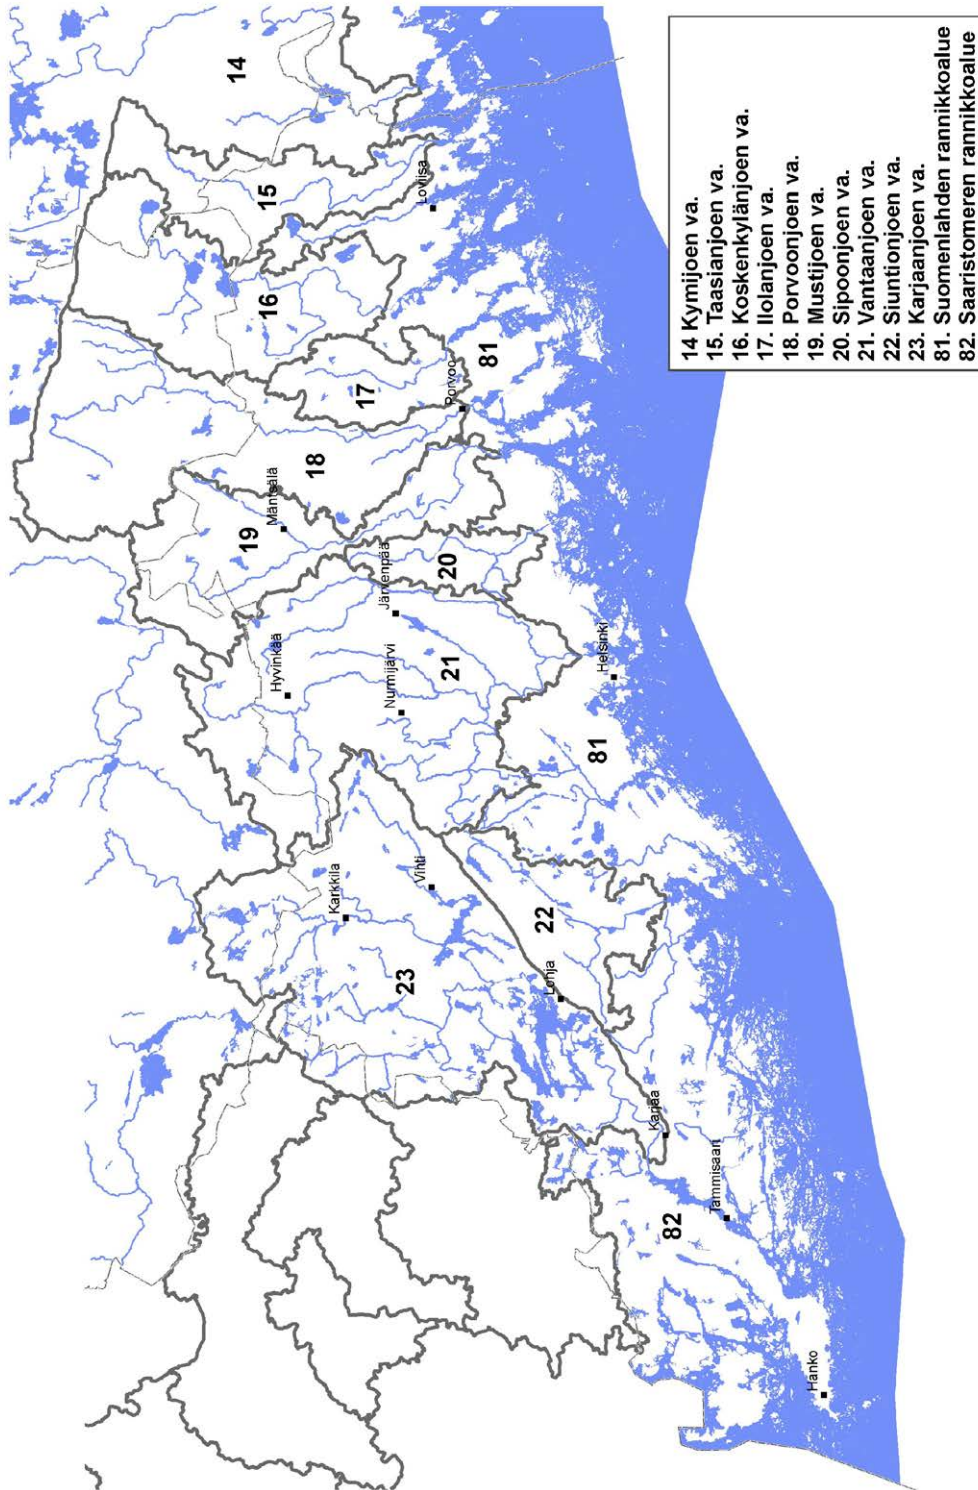 14
15
16
17
18
19
20
21
22
23
81
81
82
Loviisa
Porvoo
Mäntsälä
Järvenpää
Hyvinkää
Nurmijärvi
Helsinki
Karkkila
Vihti
Lohja
Karjaa
Tammisaari
Hanko
14 Kymijoen va.
15. Taasianjoen va.
16. Koskenkylänjoen va.
17. Ilolanjoen va.
18. Porvoonjoen va.
19. Mustijoen va.
20. Sipoonjoen va.
21. Vantaanjoen va.
22. Siuntionjoen va.
23. Karjaanjoen va.
81. Suomenlahden rannikkoalue
82. Saaristomeren rannikkoalue